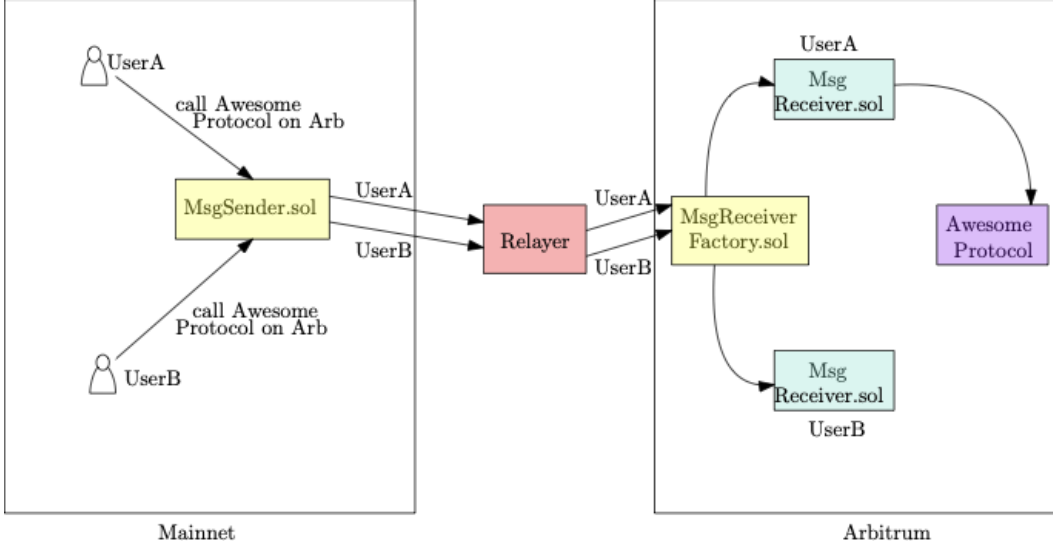 UserA
UserA
Msg
Receiver.sol
call Awesome
Protocol on Arb
UserA
UserA
MsgSender.sol
MsgReceiver
Factory.sol
Awesome
Protocol
Relayer
UserB
UserB
call Awesome
Protocol on Arb
UserB
Msg
Receiver.sol
UserB
Mainnet
Arbitrum